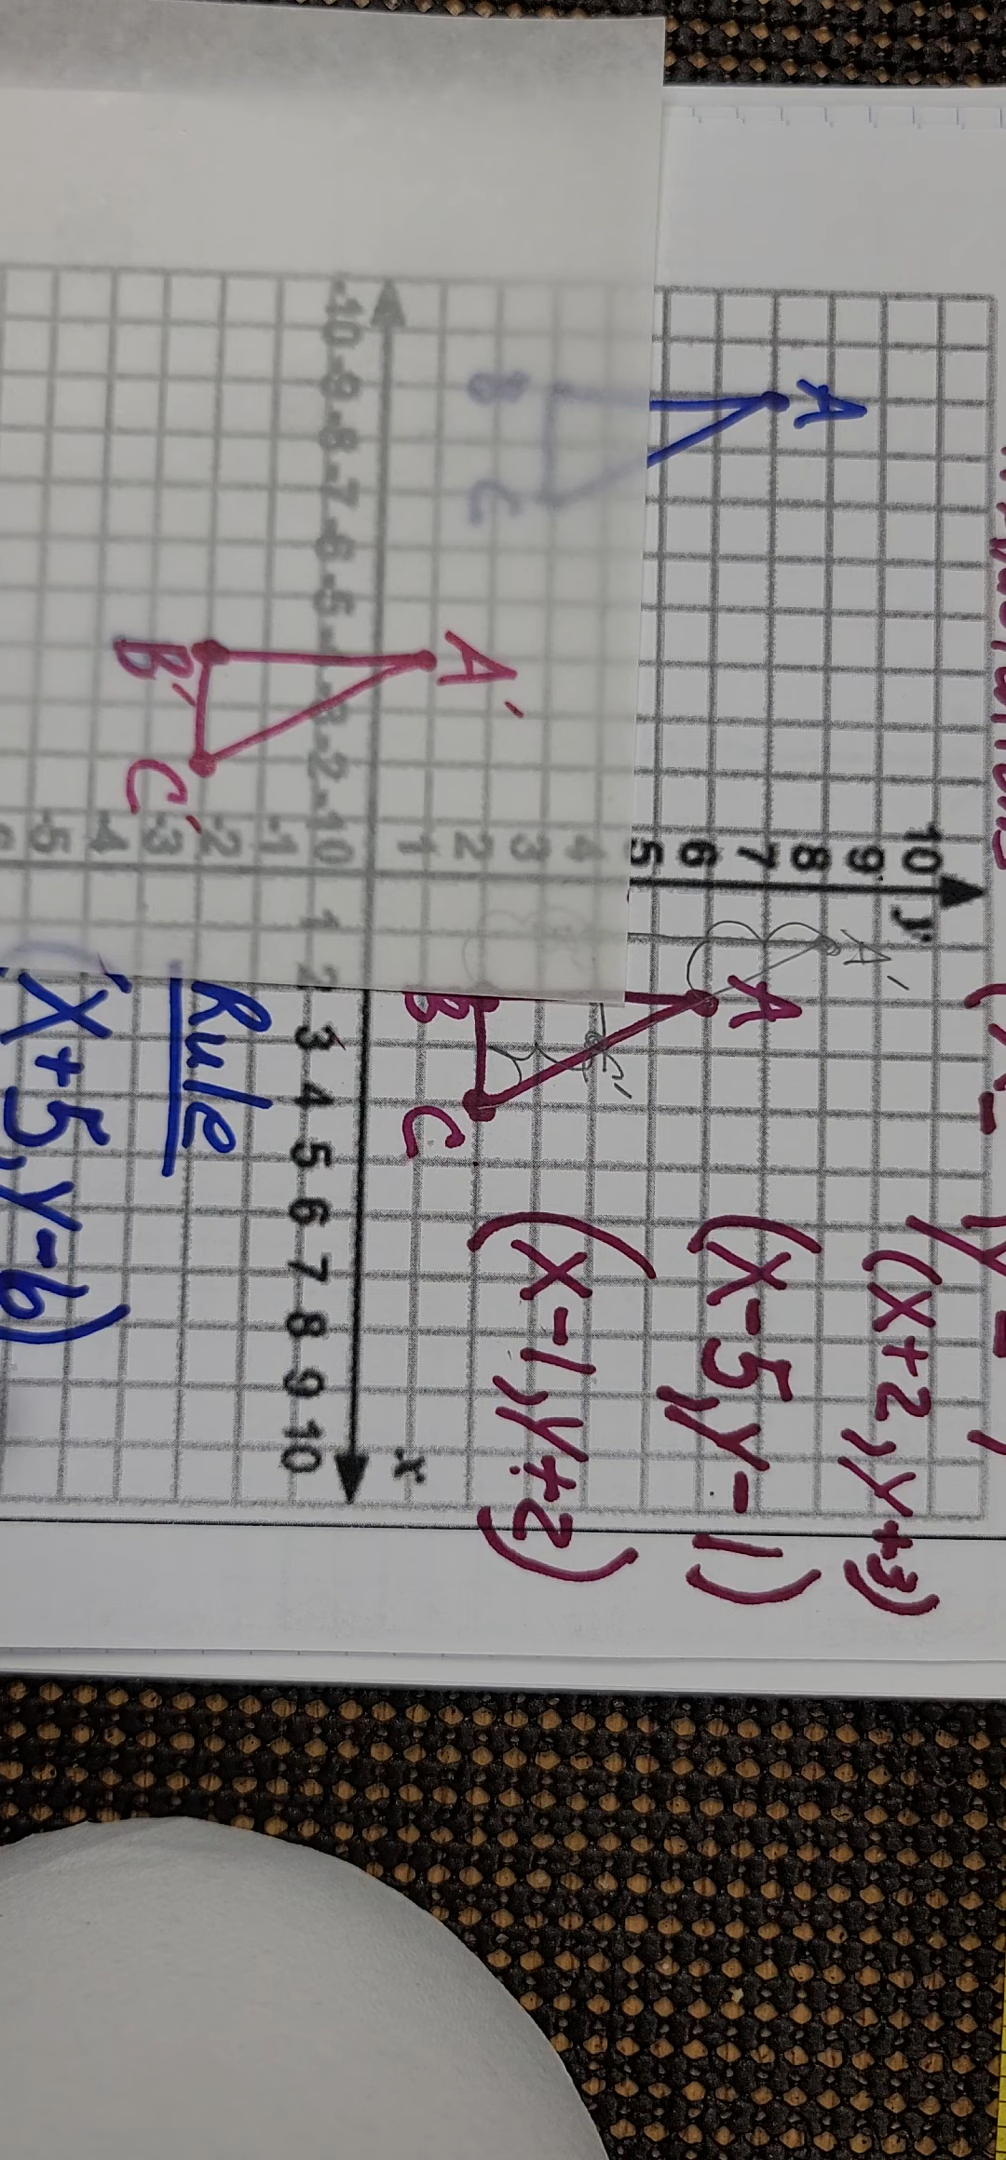 (x+2,y+3)
(x-5,y-1)
(x-1,y+2)
10
9
8
7
6
5
4
3
2
1
y
A
B
C
A'
A
B
C
C'
A'
B'
C'
-10 -9 -8 -7 -6 -5 -3 -2 -1 0 1 2 3 4 5 6 7 8 9 10
x
-1
-2
-3
-4
-5
Rule
(x+5,y-6)